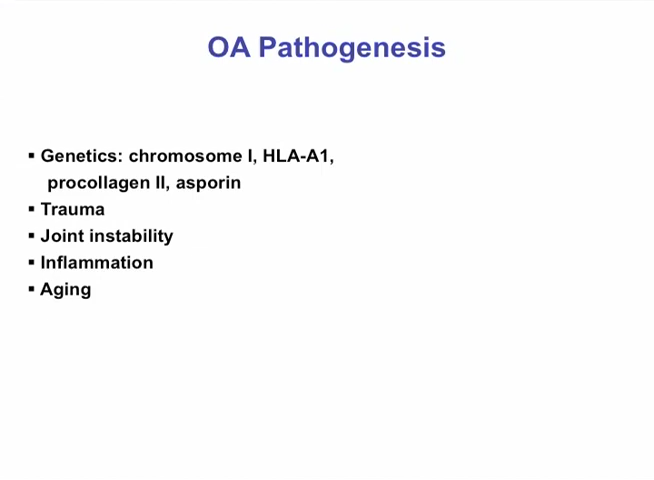 OA Pathogenesis
▪ Genetics: chromosome I, HLA-A1,
procollagen II, asporin
▪ Trauma
▪ Joint instability
▪ Inflammation
▪ Aging